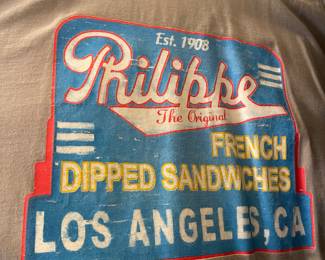 Est. 1908
Philippe
The Original
FRENCH
DIPPED SANDWICHES
LOS ANGELES, CA